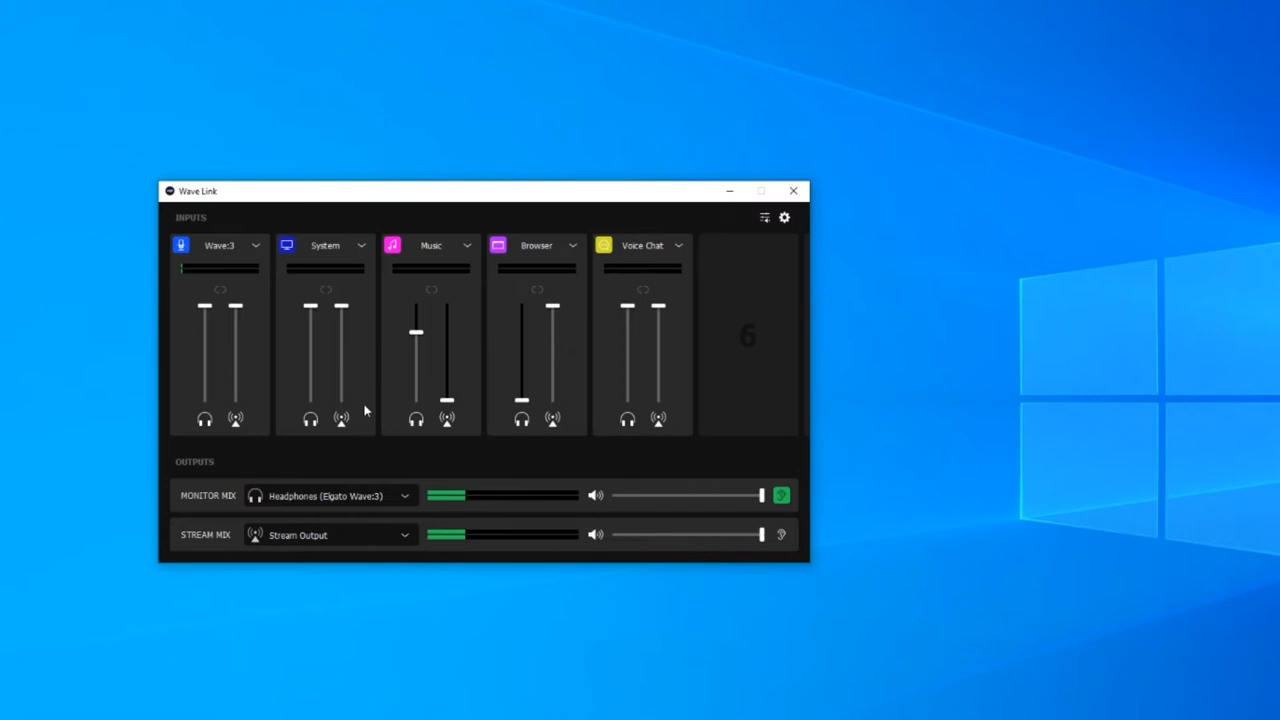 Wave Link
INPUTS
Wave:3
System
Music
Browser
Voice Chat
6
OUTPUTS
MONITOR MIX
Headphones (Elgato Wave:3)
STREAM MIX
Stream Output